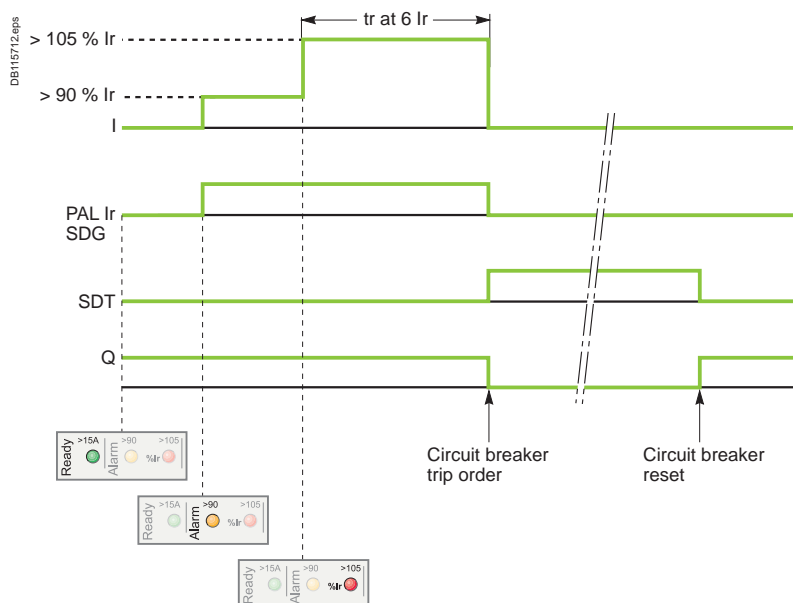 DB115712.eps
tr at 6 Ir
> 105 % Ir
> 90 % Ir
I
PAL Ir
SDG
SDT
Q
Circuit breaker
trip order
Circuit breaker
reset
Ready >15A Alarm >90 %Ir >105
Ready >15A Alarm >90 %Ir >105
Ready >15A Alarm >90 %Ir >105